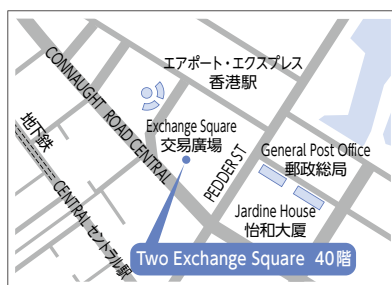 エアポート・エクスプレス
香港駅
CONNAUGHT ROAD CENTRAL
地下鉄
Exchange Square
交易廣場
PEDDER ST
General Post Office
郵政総局
CENTRAL セントラル駅
Jardine House
怡和大厦
Two Exchange Square 40階